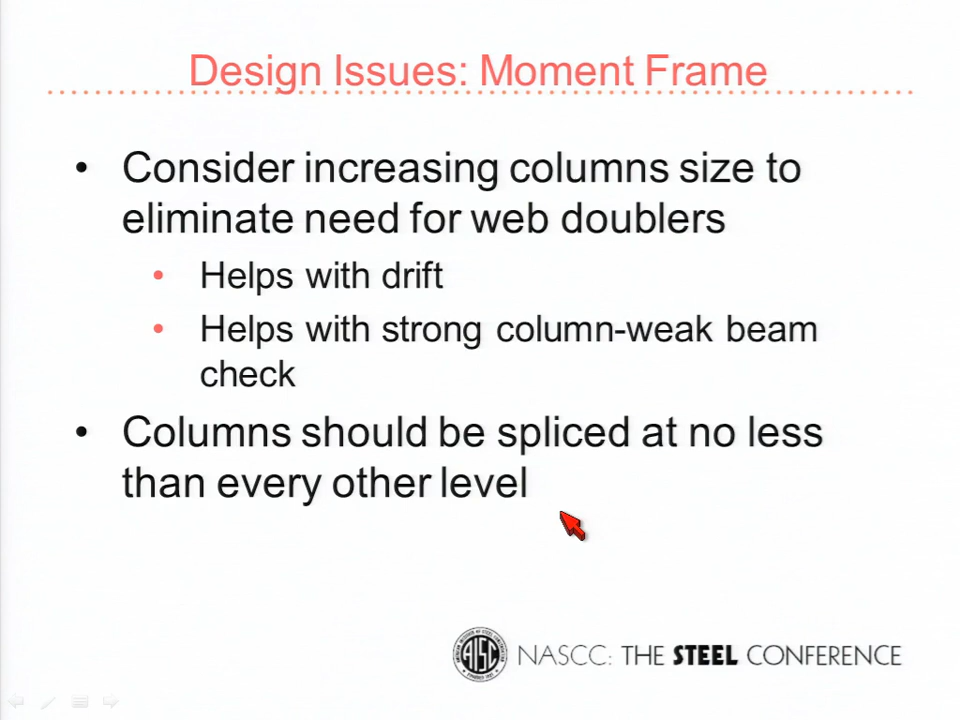 Design Issues: Moment Frame
• Consider increasing columns size to
eliminate need for web doublers
• Helps with drift
• Helps with strong column-weak beam
check
• Columns should be spliced at no less
than every other level
AISC
NASCC: THE STEEL CONFERENCE